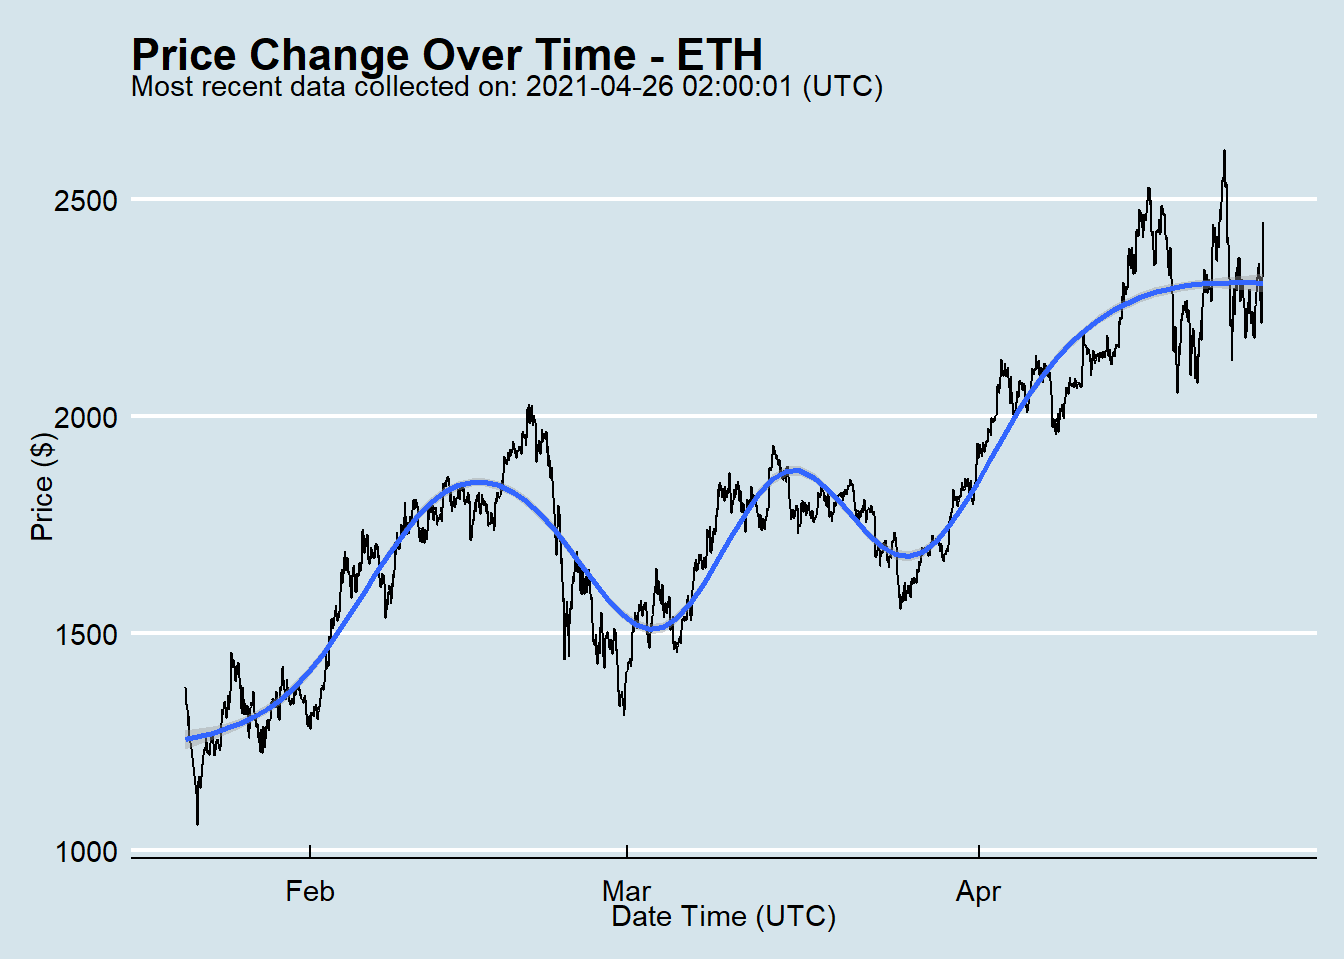 Price Change Over Time - ETH
Most recent data collected on: 2021-04-26 02:00:01 (UTC)
Price ($)
2500
2000
1500
1000
Feb Mar Apr
Date Time (UTC)